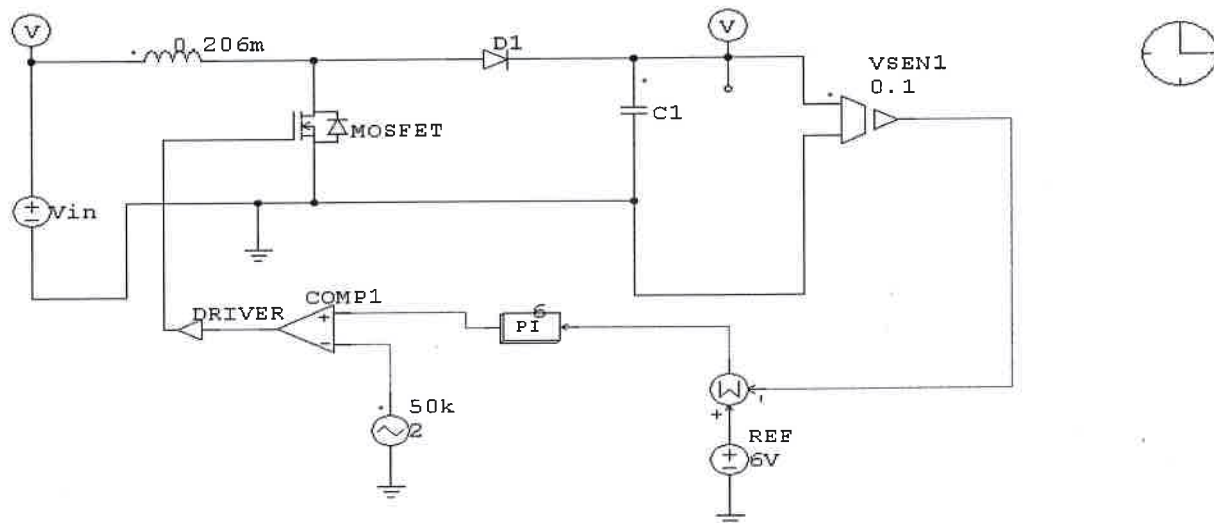 V
206m
D1
V
VSEN1
0.1
C1
MOSFET
Vin
DRIVER
COMP1
6
PI
50k
2
REF
6V